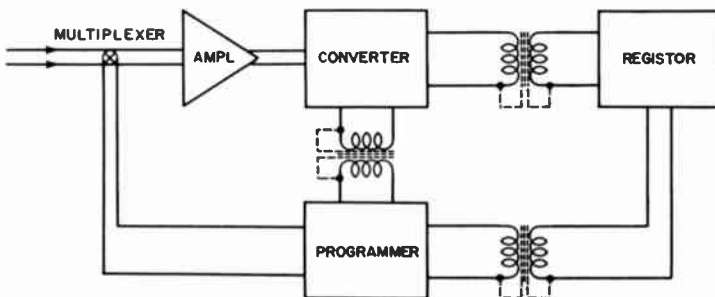 MULTIPLEXER
AMPL
CONVERTER
REGISTOR
PROGRAMMER